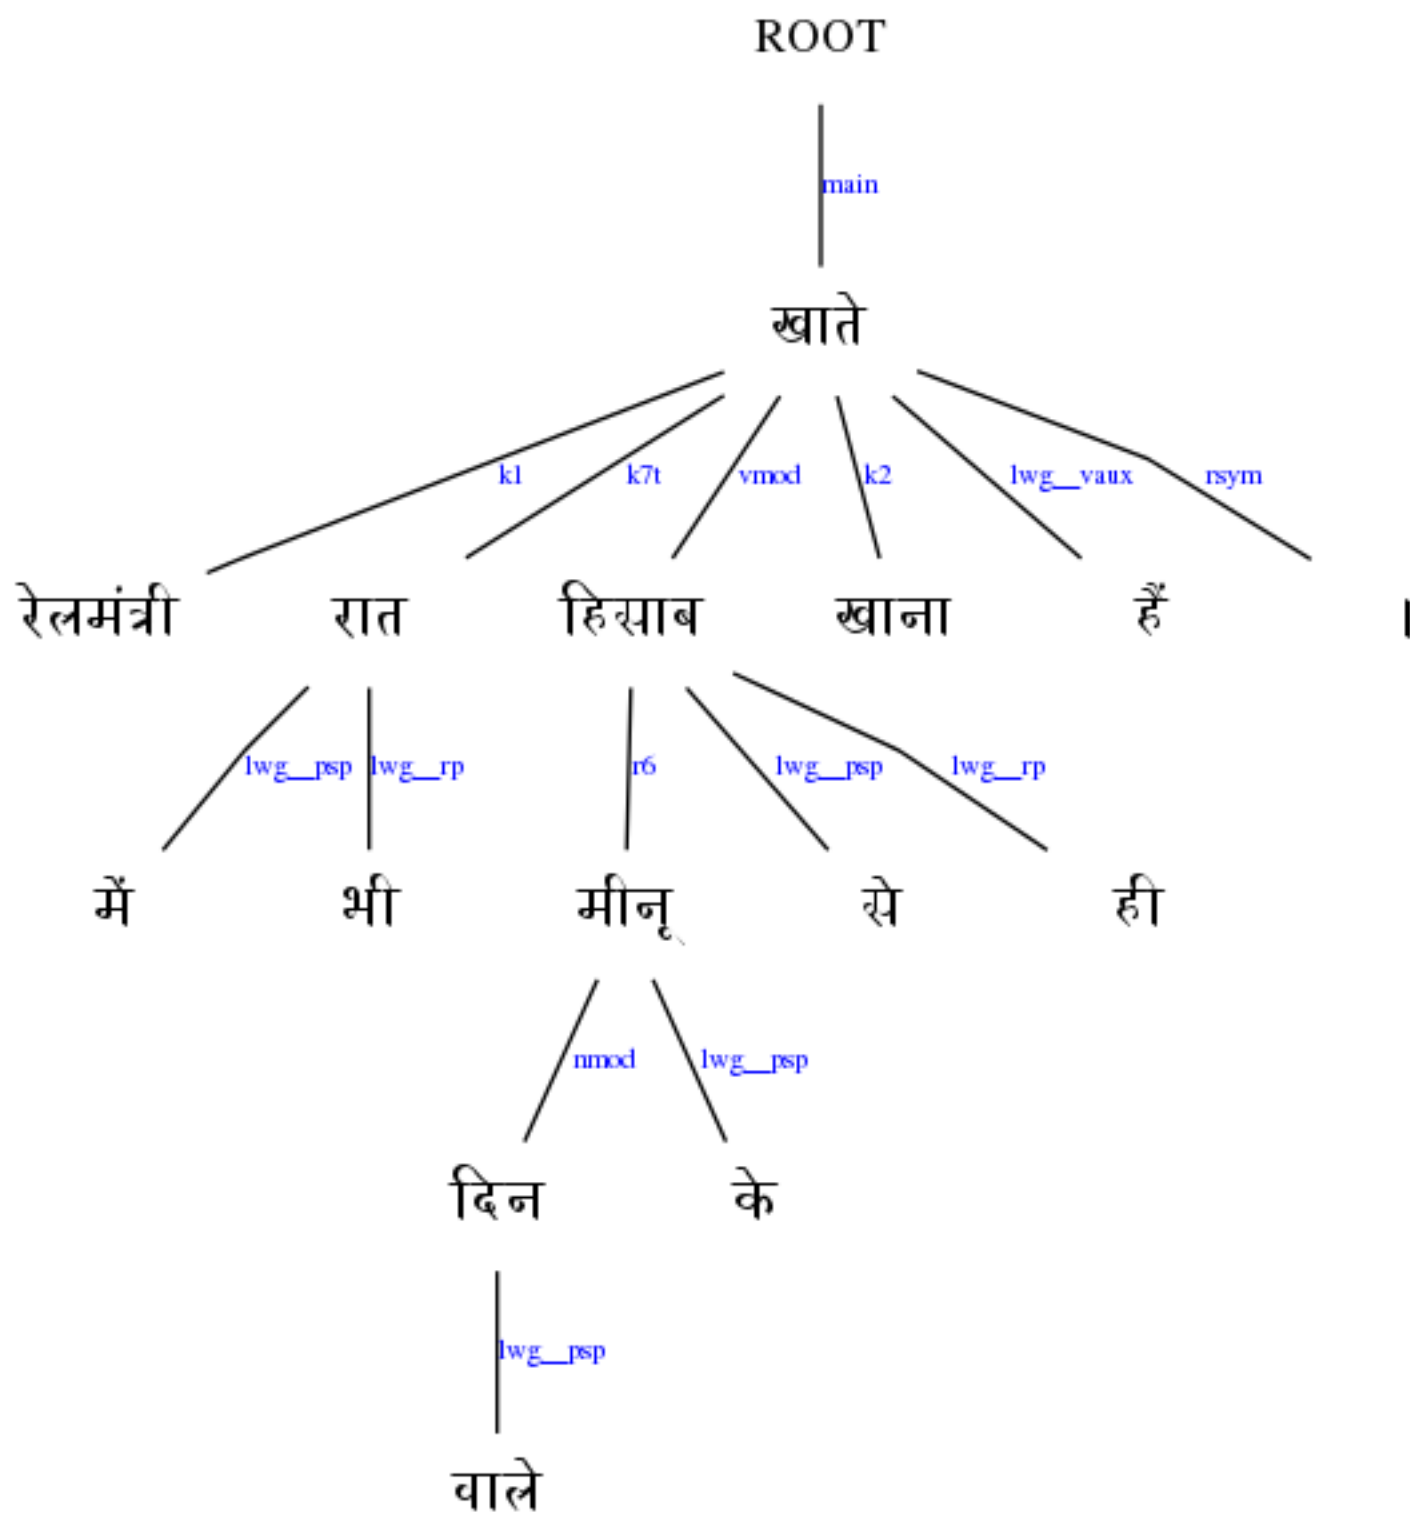 ROOT
main
खाते
k1 k7t vmod k2 lwg__vaux rsym
रेलमंत्री रात हिसाब खाना हैं ।
lwg__psp lwg__rp r6 lwg__psp lwg__rp
में भी मीनू से ही
nmod lwg__psp
दिन के
lwg__psp
वाले